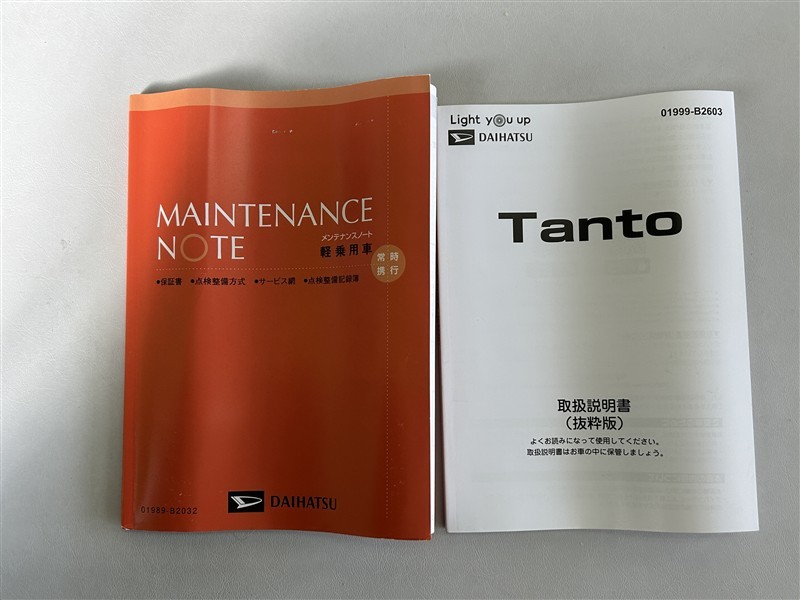 MAINTENANCE
NOTE
メンテナンスノート
軽乗用車
常時
携行
●保証書 ●点検整備方式 ●サービス網 ●点検整備記録簿
DAIHATSU
01989-B2032
Light you up
DAIHATSU
01999-B2603
Tanto
取扱説明書
（抜粋版）
よくお読みになって使用してください。
取扱説明書はお車の中に保管しましょう。